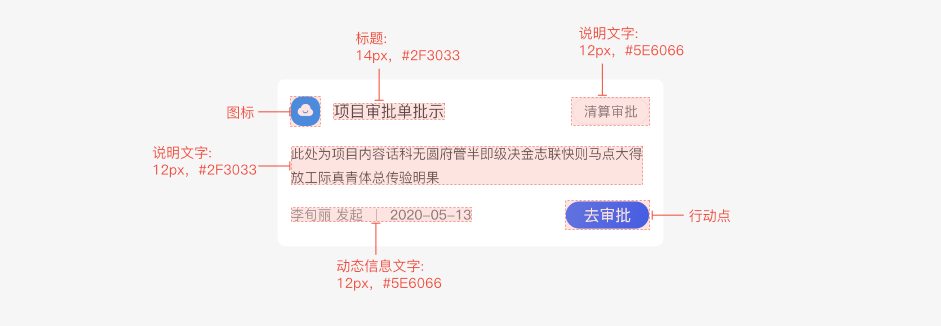 标题:
14px，#2F3033
说明文字:
12px，#5E6066
图标
项目审批单批示
清算审批
说明文字:
12px，#2F3033
此处为项目内容话科无圆府管半即级决金志联快则马点大得
放工际真青体总传验明果
李旬丽 发起 | 2020-05-13
去审批
行动点
动态信息文字:
12px，#5E6066